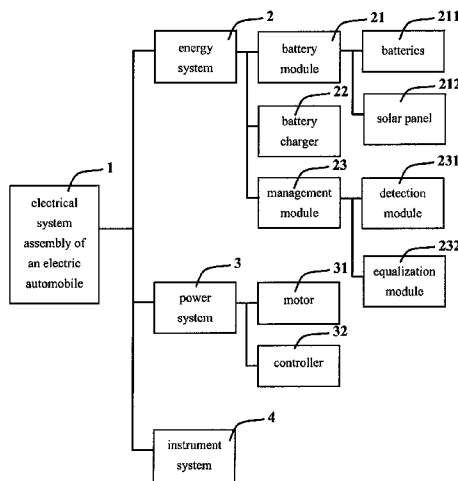 2
21
211
energy
system
battery
module
batterics
212
22
solar panel
battery
charger
23
231
management
module
detection
module
1
electrical
system
assembly of
an electric
automobile
232
equalization
module
3
31
power
system
motor
32
controller
4
instrument
system